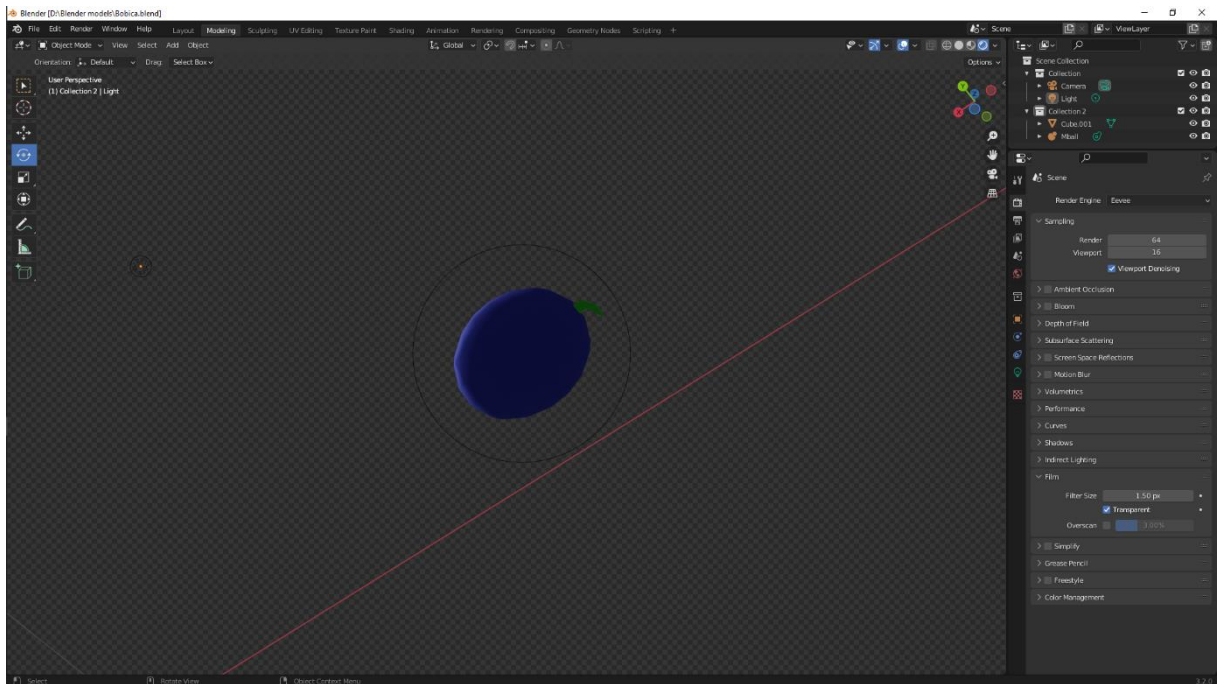 Blender [D:\Blender models\Bobica.blend]
File Edit Render Window Help Layout Modeling Sculpting UV Editing Texture Paint Shading Animation Rendering Compositing Geometry Nodes Scripting + Scene ViewLayer
Object Mode View Select Add Object Global
Orientation: Default Drag: Select Box Options
User Perspective
(1) Collection 2 | Light
Y
Z
X
Scene Collection
Collection
Camera
Light
Collection 2
Cube.001
Mball
Scene
Render Engine Eevee
Sampling
Render 64
Viewport 16
Viewport Denoising
Ambient Occlusion
Bloom
Depth of Field
Subsurface Scattering
Screen Space Reflections
Motion Blur
Volumetrics
Performance
Curves
Shadows
Indirect Lighting
Film
Filter Size 1.50 px
Transparent
Overscan 3.00%
Simplify
Grease Pencil
Freestyle
Color Management
Select Rotate View Object Context Menu 3.2.0